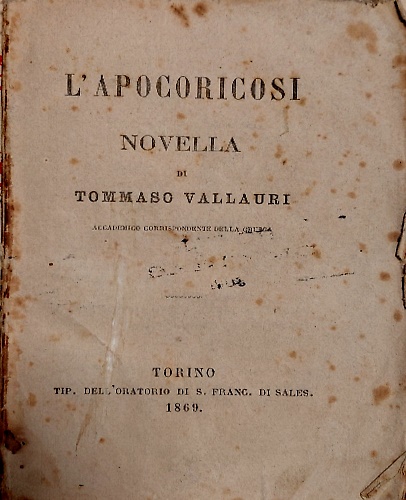 L'APOCORICOSI
NOVELLA
DI
TOMMASO VALLAURI
ACCADEMICO CORRISPONDENTE DELLA CRUSCA
TORINO
TIP. DELL'ORATORIO DI S. FRANC. DI SALES.
1869.